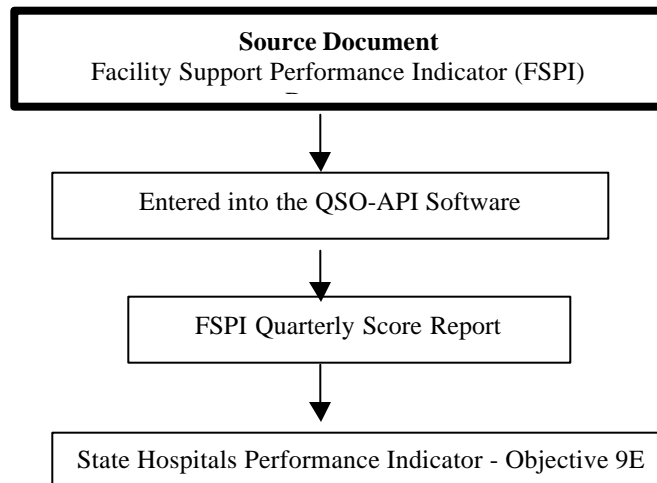 Source Document
Facility Support Performance Indicator (FSPI)
Entered into the QSO-API Software
FSPI Quarterly Score Report
State Hospitals Performance Indicator - Objective 9E